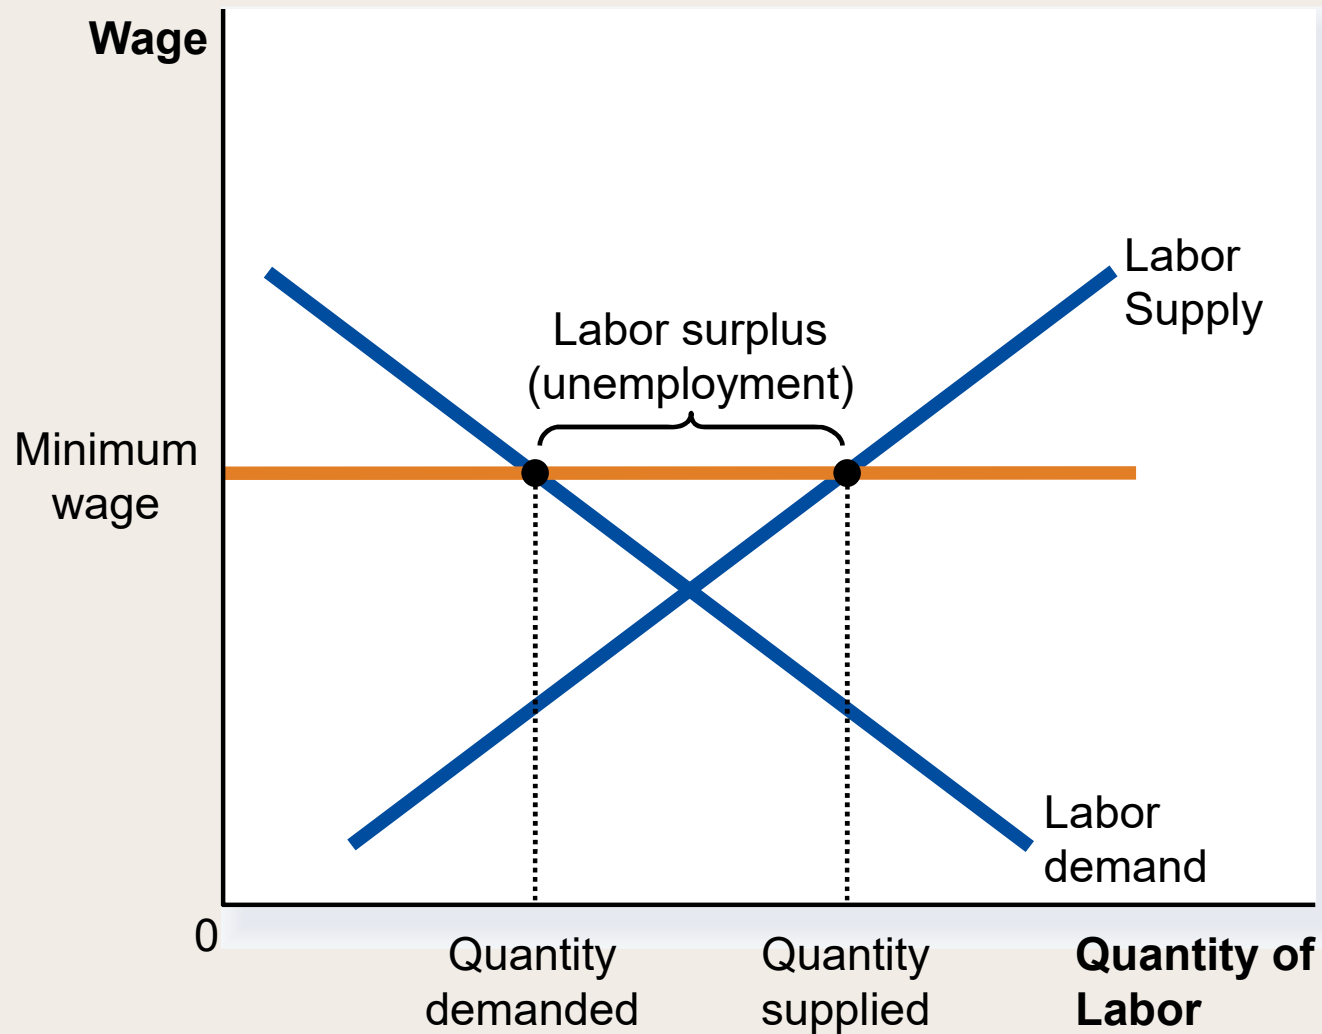 Wage
Labor
Supply
Labor surplus
(unemployment)
Minimum
wage
Labor
demand
0
Quantity
demanded
Quantity
supplied
Quantity of
Labor